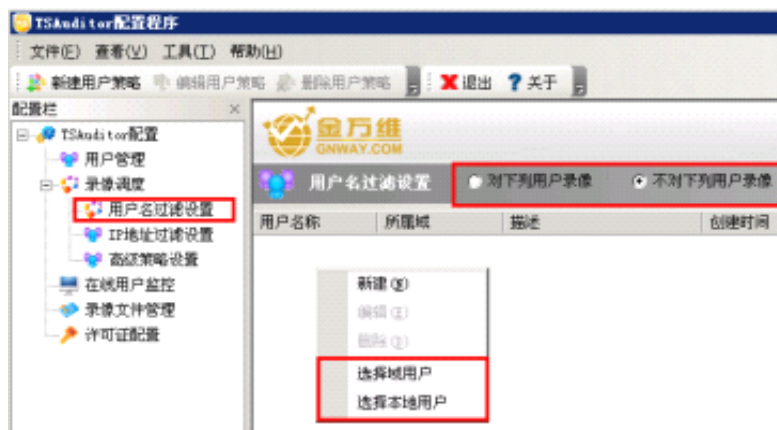 TSAuditor配置程序
文件(F) 查看(V) 工具(T) 帮助(H)
新建用户策略 编辑用户策略 删除用户策略 退出 ? 关于
配置栏
TSAuditor配置
用户管理
录像调度
用户名过滤设置
IP地址过滤设置
高级策略设置
在线用户监控
录像文件管理
许可证配置
金万维
GNWAY.COM
用户名过滤设置 对下列用户录像 不对下列用户录像
用户名称 所属域 描述 创建时间
新建(N)
编辑(E)
删除(D)
选择域用户
选择本地用户